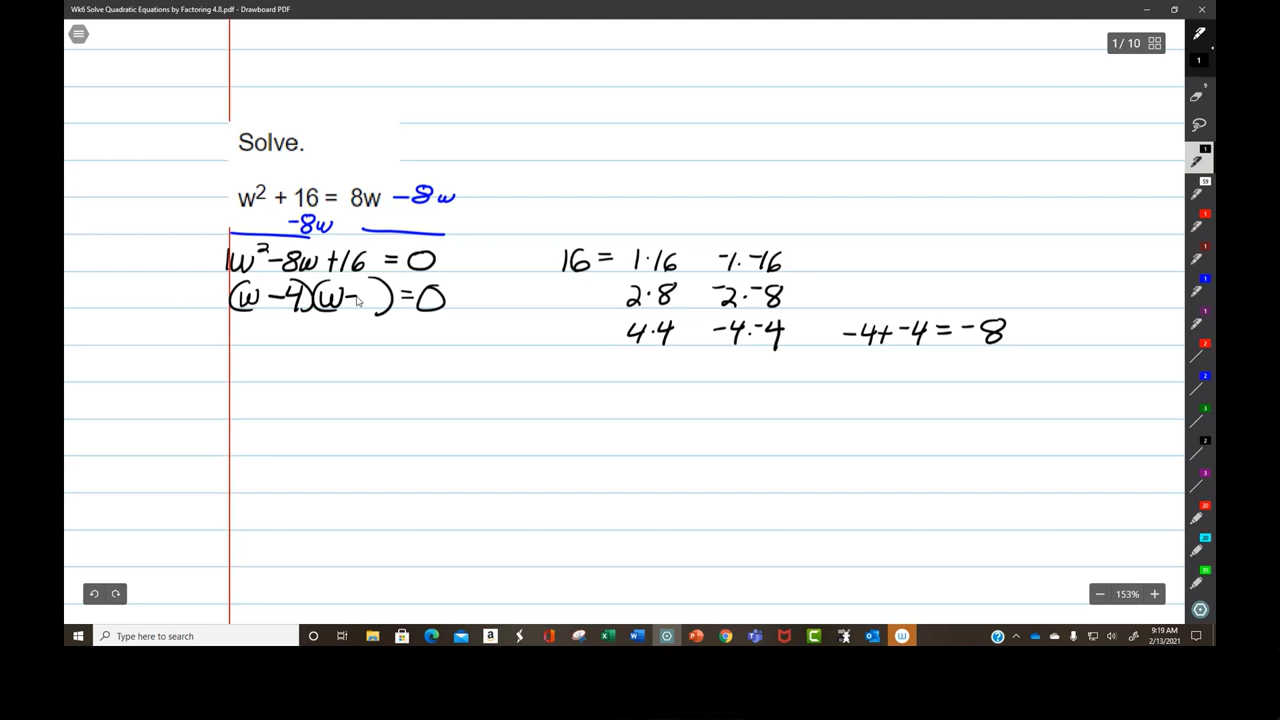 Wk6 Solve Quadratic Equations by Factoring 4.8.pdf - Drawboard PDF
1 / 10
Solve.
w² + 16 = 8w -8w
-8w
1w² - 8w + 16 = 0
(w - 4)(w - ) = 0
16 = 1·16 -1·-16
2·8 -2·-8
4·4 -4·-4 -4 + -4 = -8
153%
Type here to search
9:19 AM
2/13/2021